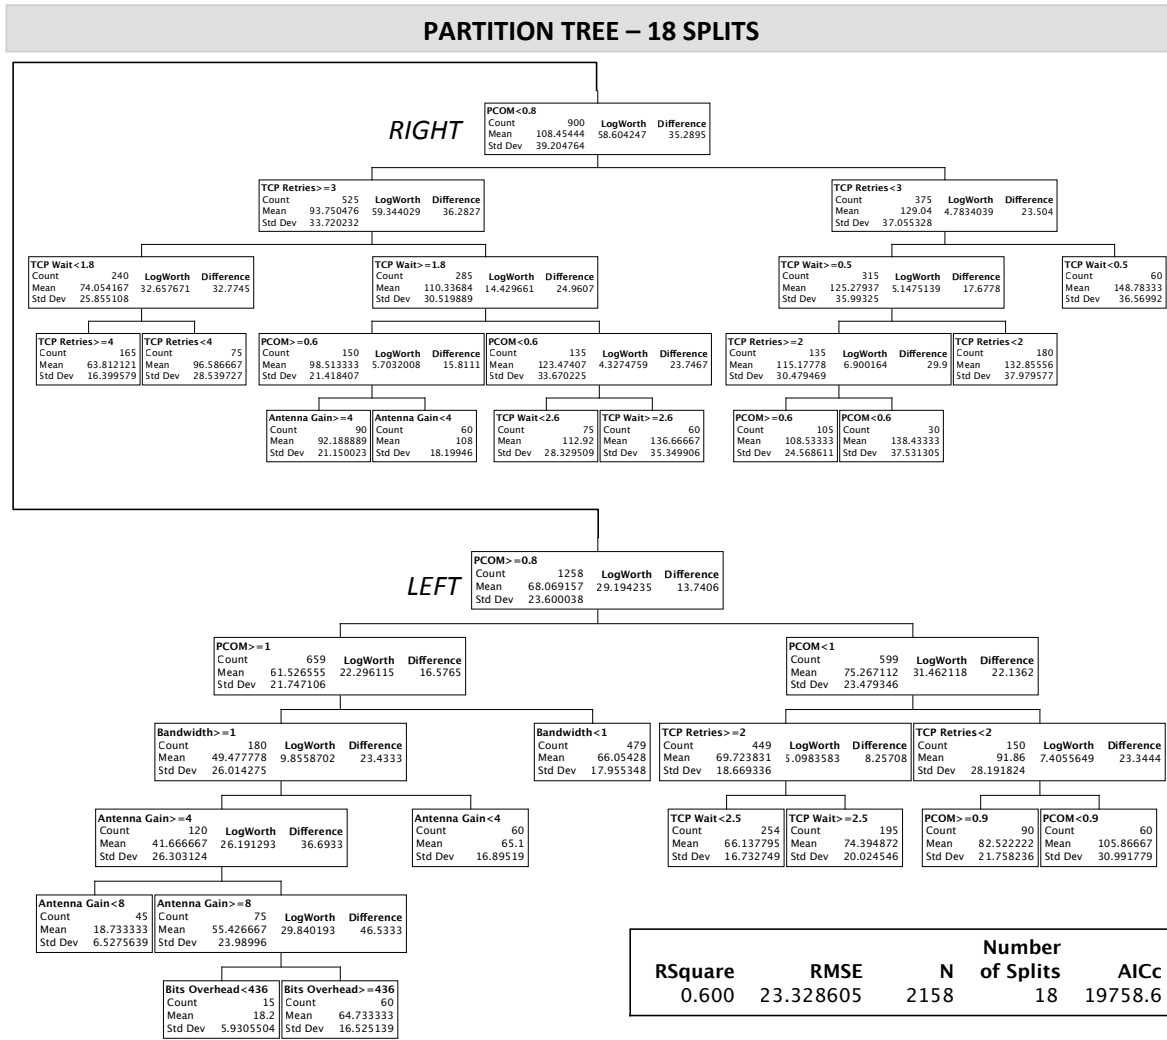 PARTITION TREE – 18 SPLITS
RIGHT
PCOM<0.8
Count 900 LogWorth Difference
Mean 108.45444 58.604247 35.2895
Std Dev 39.204764
TCP Retries>=3
Count 525 LogWorth Difference
Mean 93.750476 59.344029 36.2827
Std Dev 33.720232
TCP Retries<3
Count 375 LogWorth Difference
Mean 129.04 4.7834039 23.504
Std Dev 37.055328
TCP Wait<1.8
Count 240 LogWorth Difference
Mean 74.054167 32.657671 32.7745
Std Dev 25.855108
TCP Wait>=1.8
Count 285 LogWorth Difference
Mean 110.33684 14.429661 24.9607
Std Dev 30.519889
TCP Wait>=0.5
Count 315 LogWorth Difference
Mean 125.27937 5.1475139 17.6778
Std Dev 35.99325
TCP Wait<0.5
Count 60
Mean 148.78333
Std Dev 36.56992
TCP Retries>=4
Count 165
Mean 63.812121
Std Dev 16.399579
TCP Retries<4
Count 75
Mean 96.586667
Std Dev 28.539727
PCOM>=0.6
Count 150 LogWorth Difference
Mean 98.513333 5.7032008 15.8111
Std Dev 21.418407
PCOM<0.6
Count 135 LogWorth Difference
Mean 123.47407 4.3274759 23.7467
Std Dev 33.670225
TCP Retries>=2
Count 135 LogWorth Difference
Mean 115.17778 6.900164 29.9
Std Dev 30.479469
TCP Retries<2
Count 180
Mean 132.85556
Std Dev 37.979577
Antenna Gain>=4
Count 90
Mean 92.188889
Std Dev 21.150023
Antenna Gain<4
Count 60
Mean 108
Std Dev 18.19946
TCP Wait<2.6
Count 75
Mean 112.92
Std Dev 28.329509
TCP Wait>=2.6
Count 60
Mean 136.66667
Std Dev 35.349906
PCOM>=0.6
Count 105
Mean 108.53333
Std Dev 24.568611
PCOM<0.6
Count 30
Mean 138.43333
Std Dev 37.531305
LEFT
PCOM>=0.8
Count 1258 LogWorth Difference
Mean 68.069157 29.194235 13.7406
Std Dev 23.600038
PCOM>=1
Count 659 LogWorth Difference
Mean 61.526555 22.296115 16.5765
Std Dev 21.747106
PCOM<1
Count 599 LogWorth Difference
Mean 75.267112 31.462118 22.1362
Std Dev 23.479346
Bandwidth>=1
Count 180 LogWorth Difference
Mean 49.477778 9.8558702 23.4333
Std Dev 26.014275
Bandwidth<1
Count 479
Mean 66.05428
Std Dev 17.955348
TCP Retries>=2
Count 449 LogWorth Difference
Mean 69.723831 5.0983583 8.25708
Std Dev 18.669336
TCP Retries<2
Count 150 LogWorth Difference
Mean 91.86 7.4055649 23.3444
Std Dev 28.191824
Antenna Gain>=4
Count 120 LogWorth Difference
Mean 41.666667 26.191293 36.6933
Std Dev 26.303124
Antenna Gain<4
Count 60
Mean 65.1
Std Dev 16.89519
TCP Wait<2.5
Count 254
Mean 66.137795
Std Dev 16.732749
TCP Wait>=2.5
Count 195
Mean 74.394872
Std Dev 20.024546
PCOM>=0.9
Count 90
Mean 82.522222
Std Dev 21.758236
PCOM<0.9
Count 60
Mean 105.86667
Std Dev 30.991779
Antenna Gain<8
Count 45
Mean 18.733333
Std Dev 6.5275639
Antenna Gain>=8
Count 75 LogWorth Difference
Mean 55.426667 29.840193 46.5333
Std Dev 23.98996
Bits Overhead<436
Count 15
Mean 18.2
Std Dev 5.9305504
Bits Overhead>=436
Count 60
Mean 64.733333
Std Dev 16.525139
Number
RSquare RMSE N of Splits AICc
0.600 23.328605 2158 18 19758.6